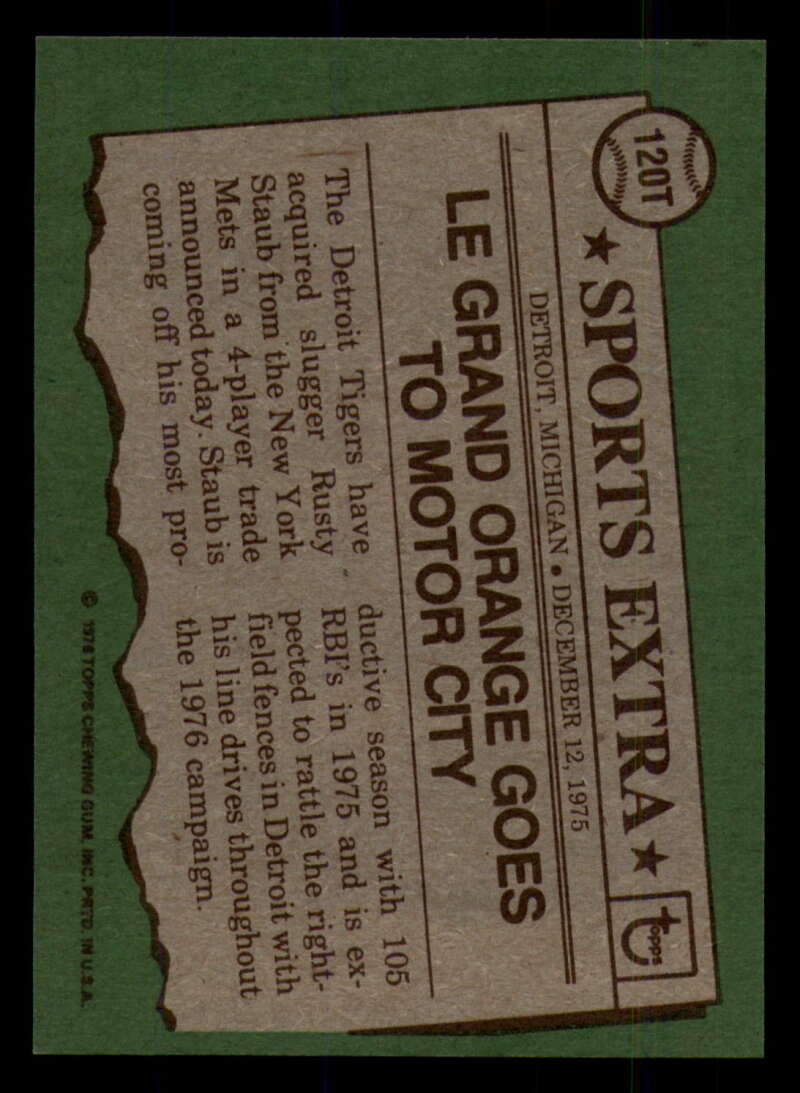 120T
★ SPORTS EXTRA ★
topps
DETROIT, MICHIGAN • DECEMBER 12, 1975
LE GRAND ORANGE GOES
TO MOTOR CITY
The Detroit Tigers have
acquired slugger Rusty
Staub from the New York
Mets in a 4-player trade
announced today. Staub is
coming off his most pro-
ductive season with 105
RBI's in 1975 and is ex-
pected to rattle the right-
field fences in Detroit with
his line drives throughout
the 1976 campaign.
© 1976 TOPPS CHEWING GUM, INC. PRTD. IN U.S.A.